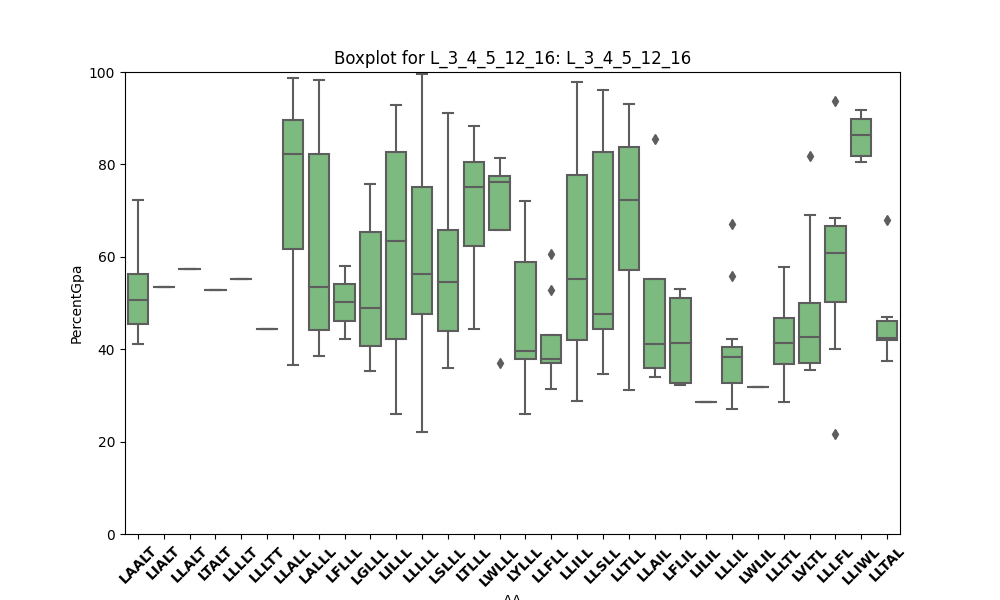 Boxplot for L_3_4_5_12_16: L_3_4_5_12_16
100
80
60
40
20
0
PercentGpa
LAALT
LIALT
LLALT
LTALT
LLLLT
LLLTT
LLALL
LALLL
LFLLL
LGLLL
LILLL
LLLLL
LSLLL
LTLLL
LWLLL
LYLLL
LLFLL
LLILL
LLSLL
LLTLL
LLAIL
LFLIL
LILIL
LLLIL
LWLIL
LLLTL
LVLTL
LLLFL
LLIWL
LLTAL
AA